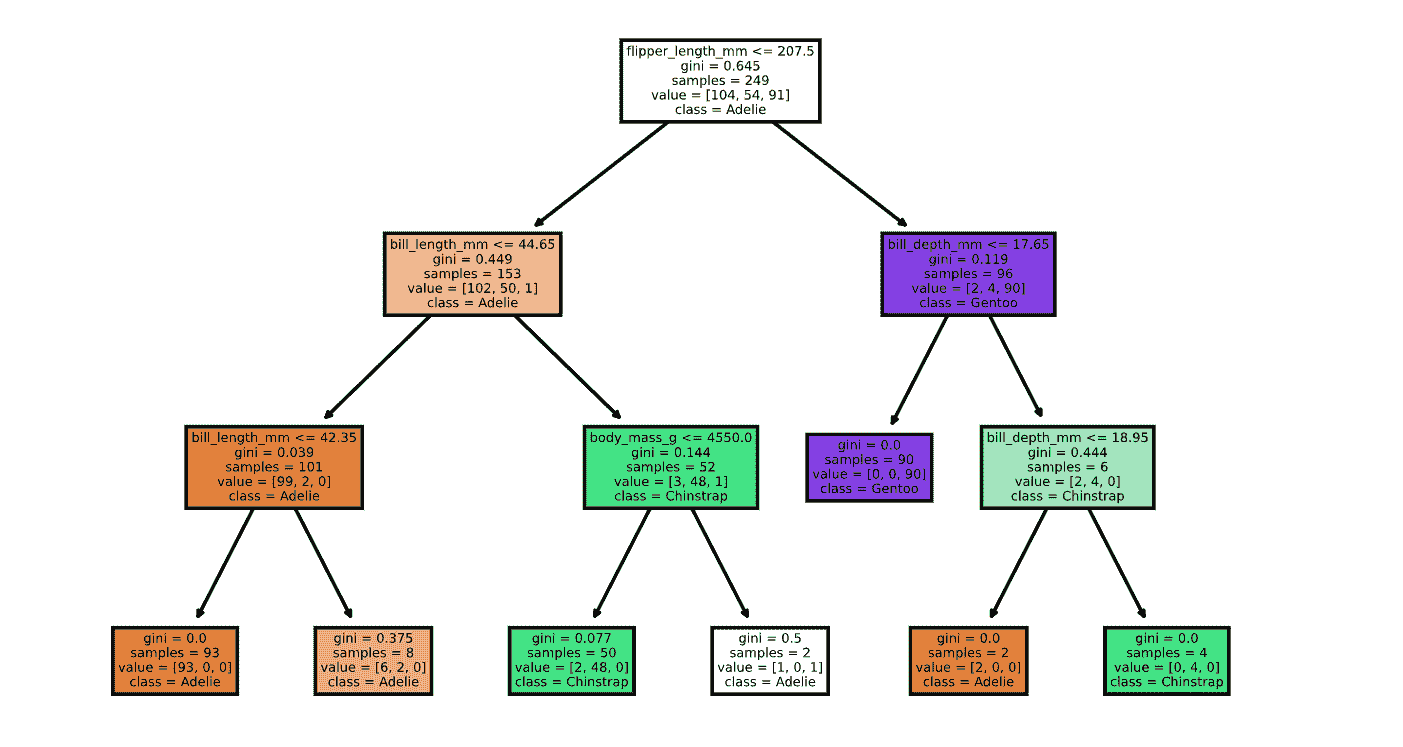 flipper_length_mm <= 207.5
gini = 0.645
samples = 249
value = [104, 54, 91]
class = Adelie
bill_length_mm <= 44.65
gini = 0.449
samples = 153
value = [102, 50, 1]
class = Adelie
bill_depth_mm <= 17.65
gini = 0.119
samples = 96
value = [2, 4, 90]
class = Gentoo
bill_length_mm <= 42.35
gini = 0.039
samples = 101
value = [99, 2, 0]
class = Adelie
body_mass_g <= 4550.0
gini = 0.144
samples = 52
value = [3, 48, 1]
class = Chinstrap
gini = 0.0
samples = 90
value = [0, 0, 90]
class = Gentoo
bill_depth_mm <= 18.95
gini = 0.444
samples = 6
value = [2, 4, 0]
class = Chinstrap
gini = 0.0
samples = 93
value = [93, 0, 0]
class = Adelie
gini = 0.375
samples = 8
value = [6, 2, 0]
class = Adelie
gini = 0.077
samples = 50
value = [2, 48, 0]
class = Chinstrap
gini = 0.5
samples = 2
value = [1, 0, 1]
class = Adelie
gini = 0.0
samples = 2
value = [2, 0, 0]
class = Adelie
gini = 0.0
samples = 4
value = [0, 4, 0]
class = Chinstrap